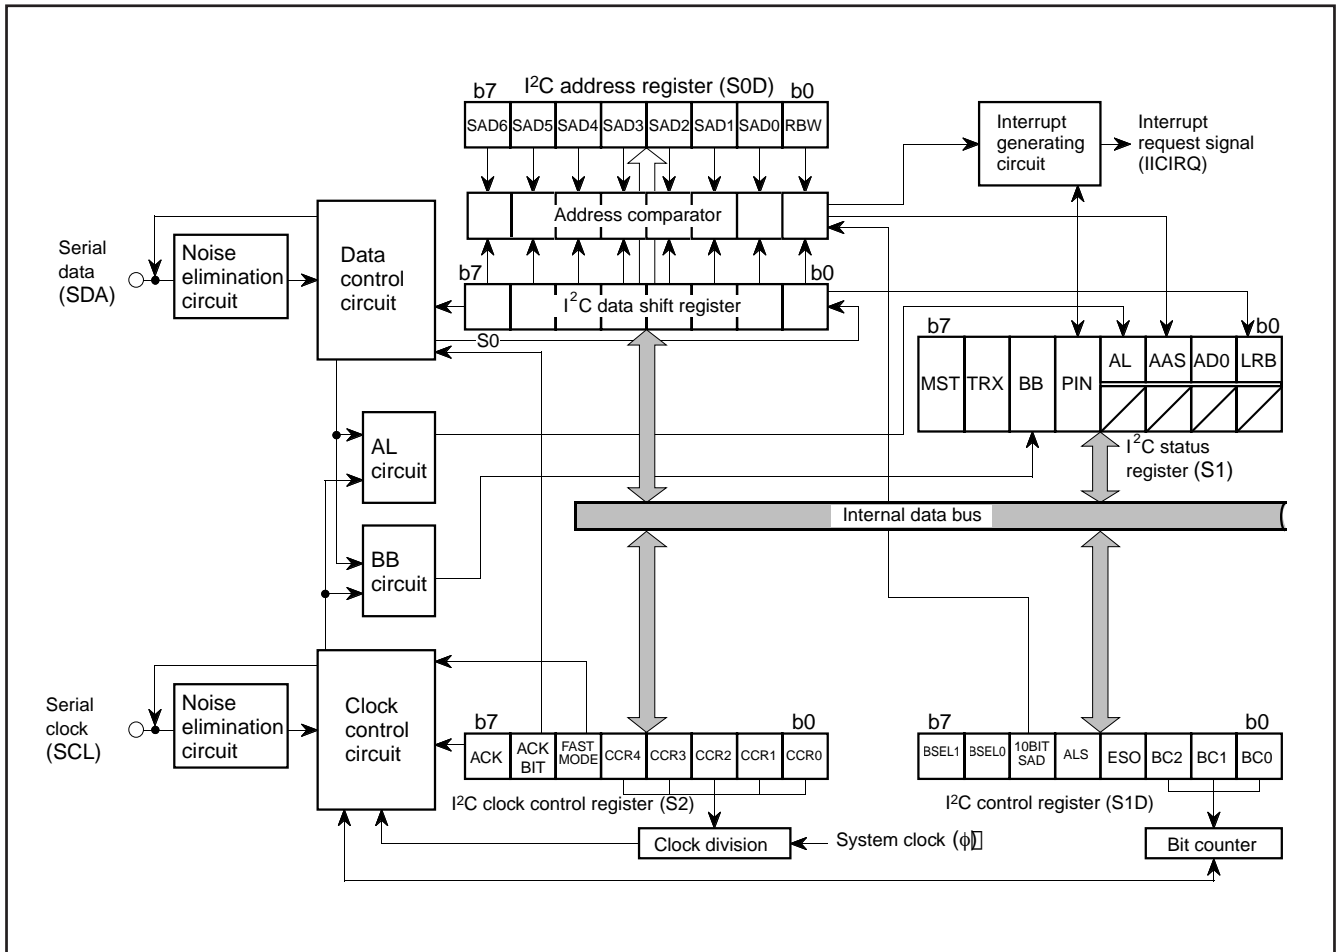 I²C address register (S0D)
b7 b0
SAD6 SAD5 SAD4 SAD3 SAD2 SAD1 SAD0 RBW
Interrupt
generating
circuit
Interrupt
request signal
(IICIRQ)
Address comparator
Serial
data
(SDA)
Noise
elimination
circuit
Data
control
circuit
b7 b0
I²C data shift register
S0
b7 b0
MST TRX BB PIN AL AAS AD0 LRB
I²C status
register (S1)
AL
circuit
Internal data bus
BB
circuit
Serial
clock
(SCL)
Noise
elimination
circuit
Clock
control
circuit
b7 b0
ACK
ACK
BIT
FAST
MODE
CCR4 CCR3 CCR2 CCR1 CCR0
I²C clock control register (S2)
Clock division
System clock (φ)
b7 b0
BSEL1 BSEL0
10BIT
SAD
ALS ESO BC2 BC1 BC0
I²C control register (S1D)
Bit counter